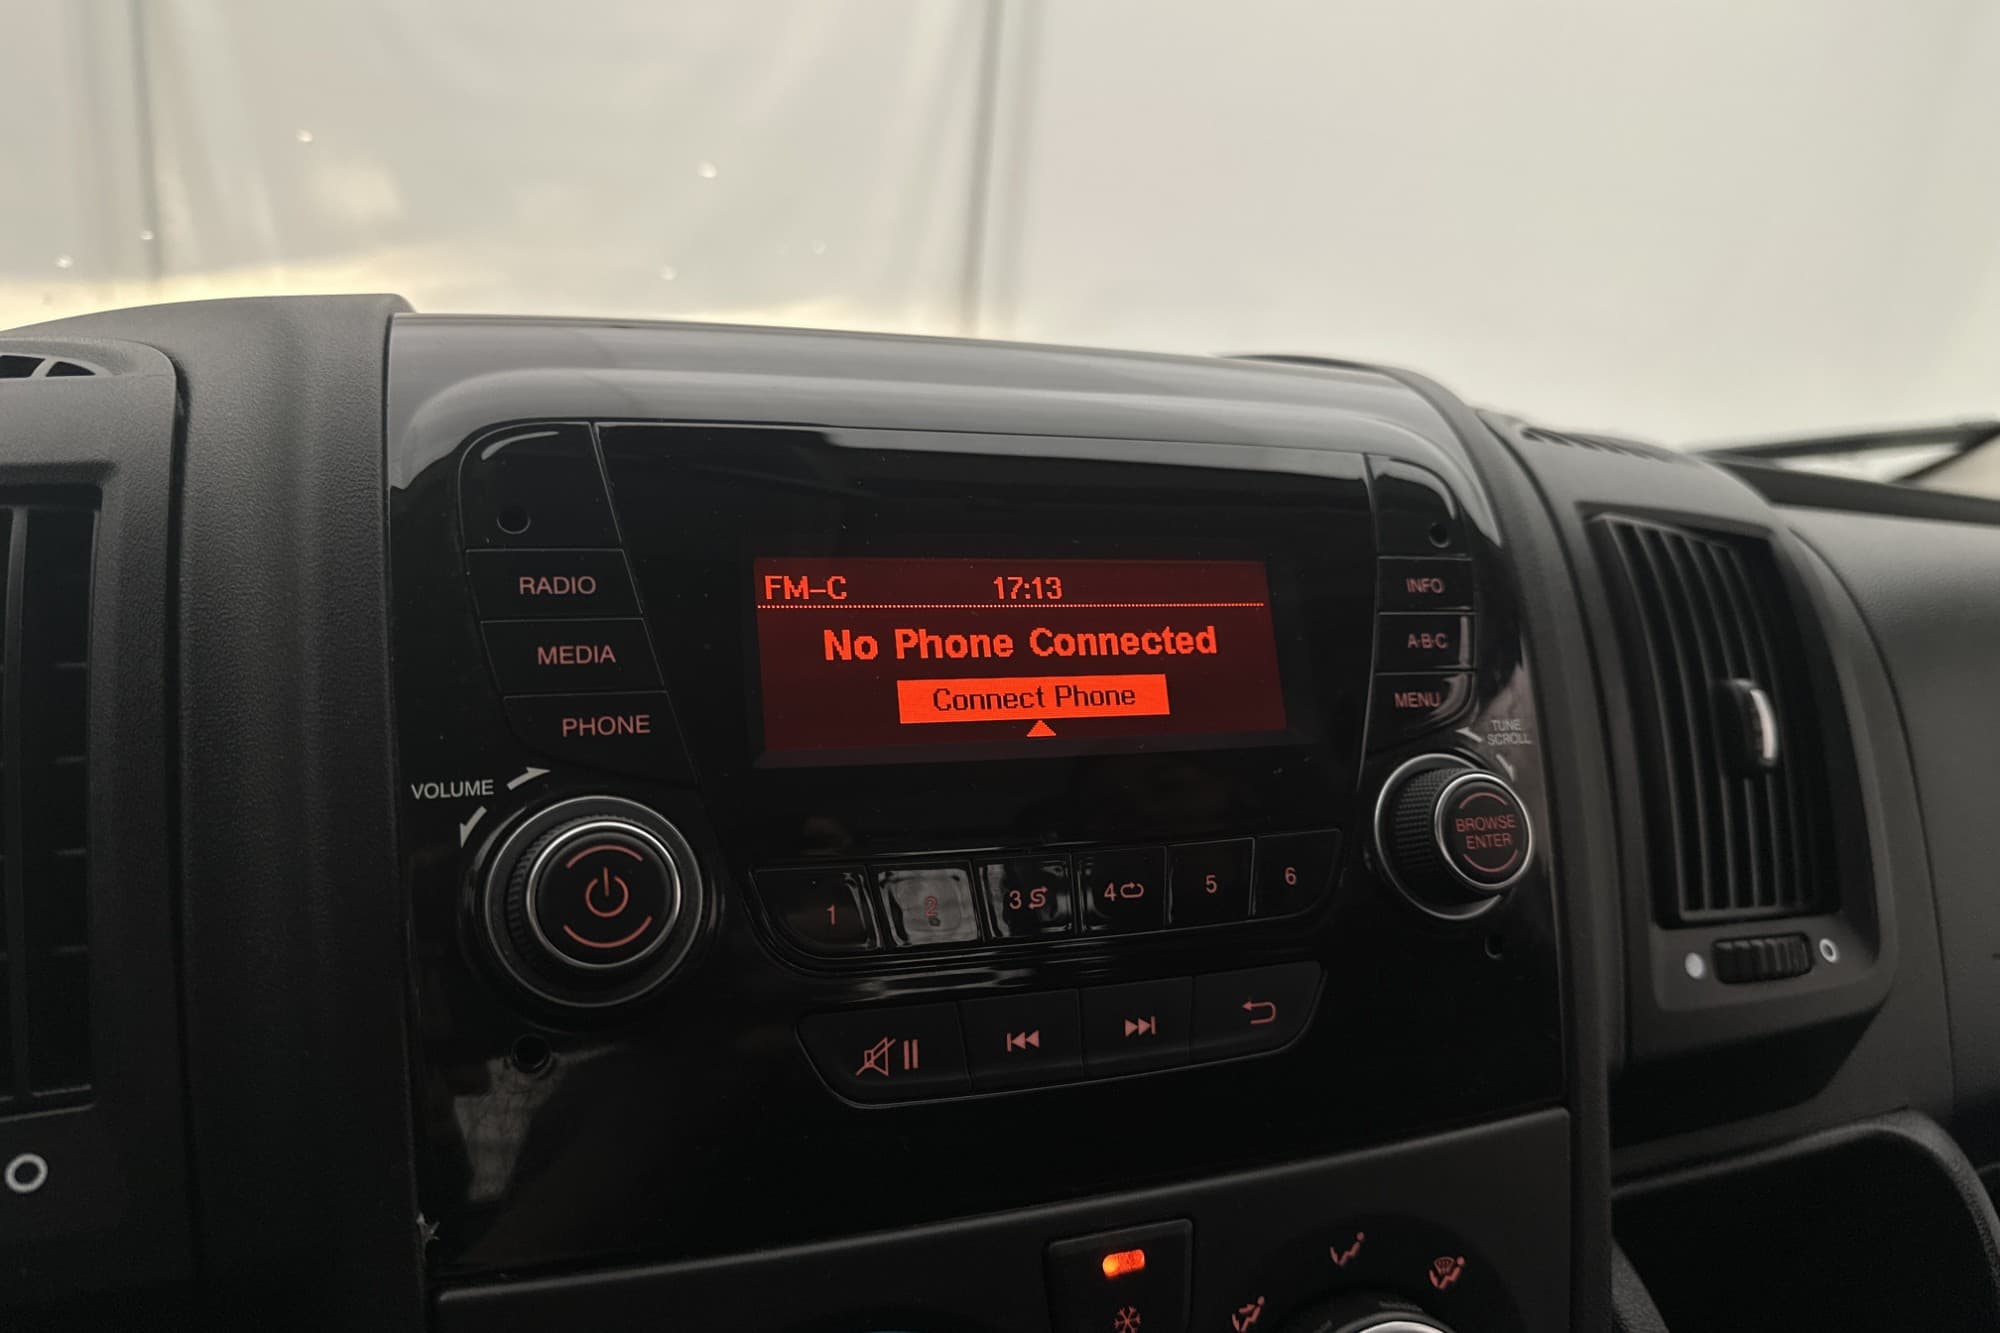 FM-C 17:13
No Phone Connected
Connect Phone
RADIO
MEDIA
PHONE
VOLUME
INFO
A·B·C
MENU
TUNE
SCROLL
BROWSE
ENTER
1 2 3 4 5 6